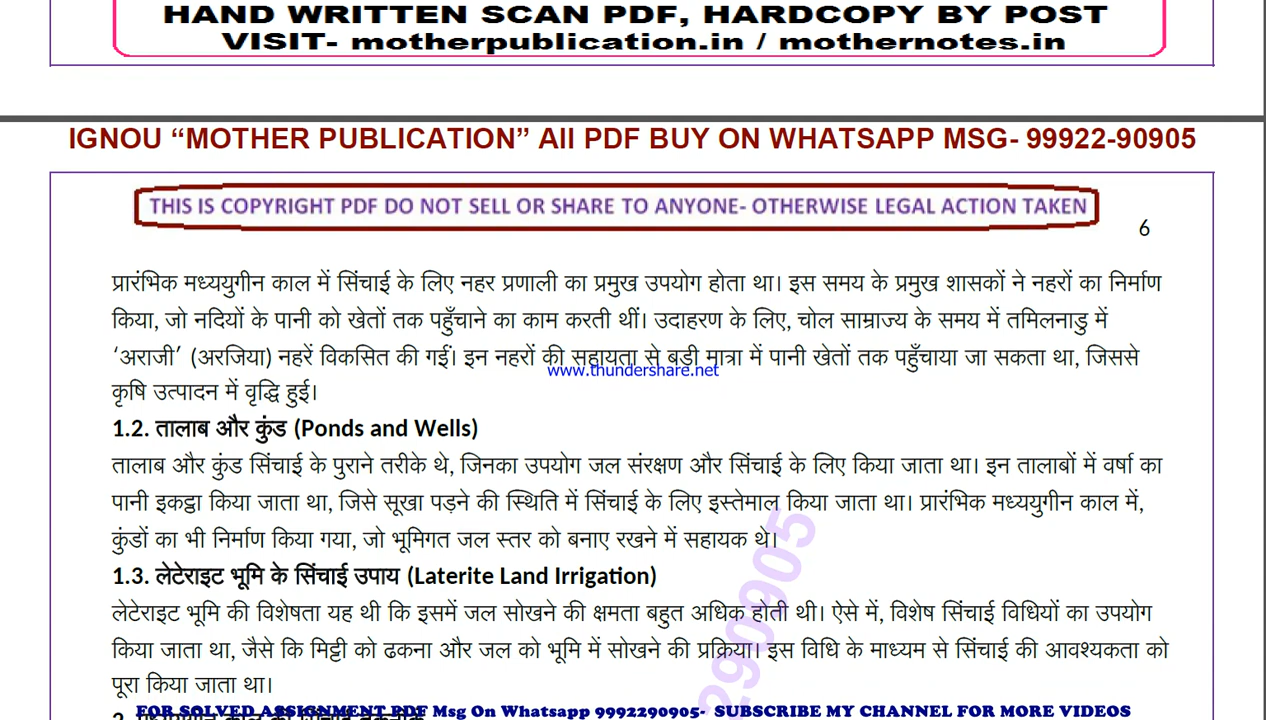 HAND WRITTEN SCAN PDF, HARDCOPY BY POST
VISIT- motherpublication.in / mothernotes.in
IGNOU “MOTHER PUBLICATION” All PDF BUY ON WHATSAPP MSG- 99922-90905
THIS IS COPYRIGHT PDF DO NOT SELL OR SHARE TO ANYONE- OTHERWISE LEGAL ACTION TAKEN
6
प्रारंभिक मध्ययुगीन काल में सिंचाई के लिए नहर प्रणाली का प्रमुख उपयोग होता था। इस समय के प्रमुख शासकों ने नहरों का निर्माण
किया, जो नदियों के पानी को खेतों तक पहुँचाने का काम करती थीं। उदाहरण के लिए, चोल साम्राज्य के समय में तमिलनाडु में
‘अराजी’ (अरजिया) नहरें विकसित की गईं। इन नहरों की सहायता से बड़ी मात्रा में पानी खेतों तक पहुँचाया जा सकता था, जिससे
www.thundershare.net
कृषि उत्पादन में वृद्धि हुई।
1.2. तालाब और कुंड (Ponds and Wells)
तालाब और कुंड सिंचाई के पुराने तरीके थे, जिनका उपयोग जल संरक्षण और सिंचाई के लिए किया जाता था। इन तालाबों में वर्षा का
पानी इकट्ठा किया जाता था, जिसे सूखा पड़ने की स्थिति में सिंचाई के लिए इस्तेमाल किया जाता था। प्रारंभिक मध्ययुगीन काल में,
कुंडों का भी निर्माण किया गया, जो भूमिगत जल स्तर को बनाए रखने में सहायक थे।
1.3. लेटेराइट भूमि के सिंचाई उपाय (Laterite Land Irrigation)
लेटेराइट भूमि की विशेषता यह थी कि इसमें जल सोखने की क्षमता बहुत अधिक होती थी। ऐसे में, विशेष सिंचाई विधियों का उपयोग
किया जाता था, जैसे कि मिट्टी को ढकना और जल को भूमि में सोखने की प्रक्रिया। इस विधि के माध्यम से सिंचाई की आवश्यकता को
पूरा किया जाता था।
290905
FOR SOLVED ASSIGNMENT PDF Msg On Whatsapp 9992290905- SUBSCRIBE MY CHANNEL FOR MORE VIDEOS